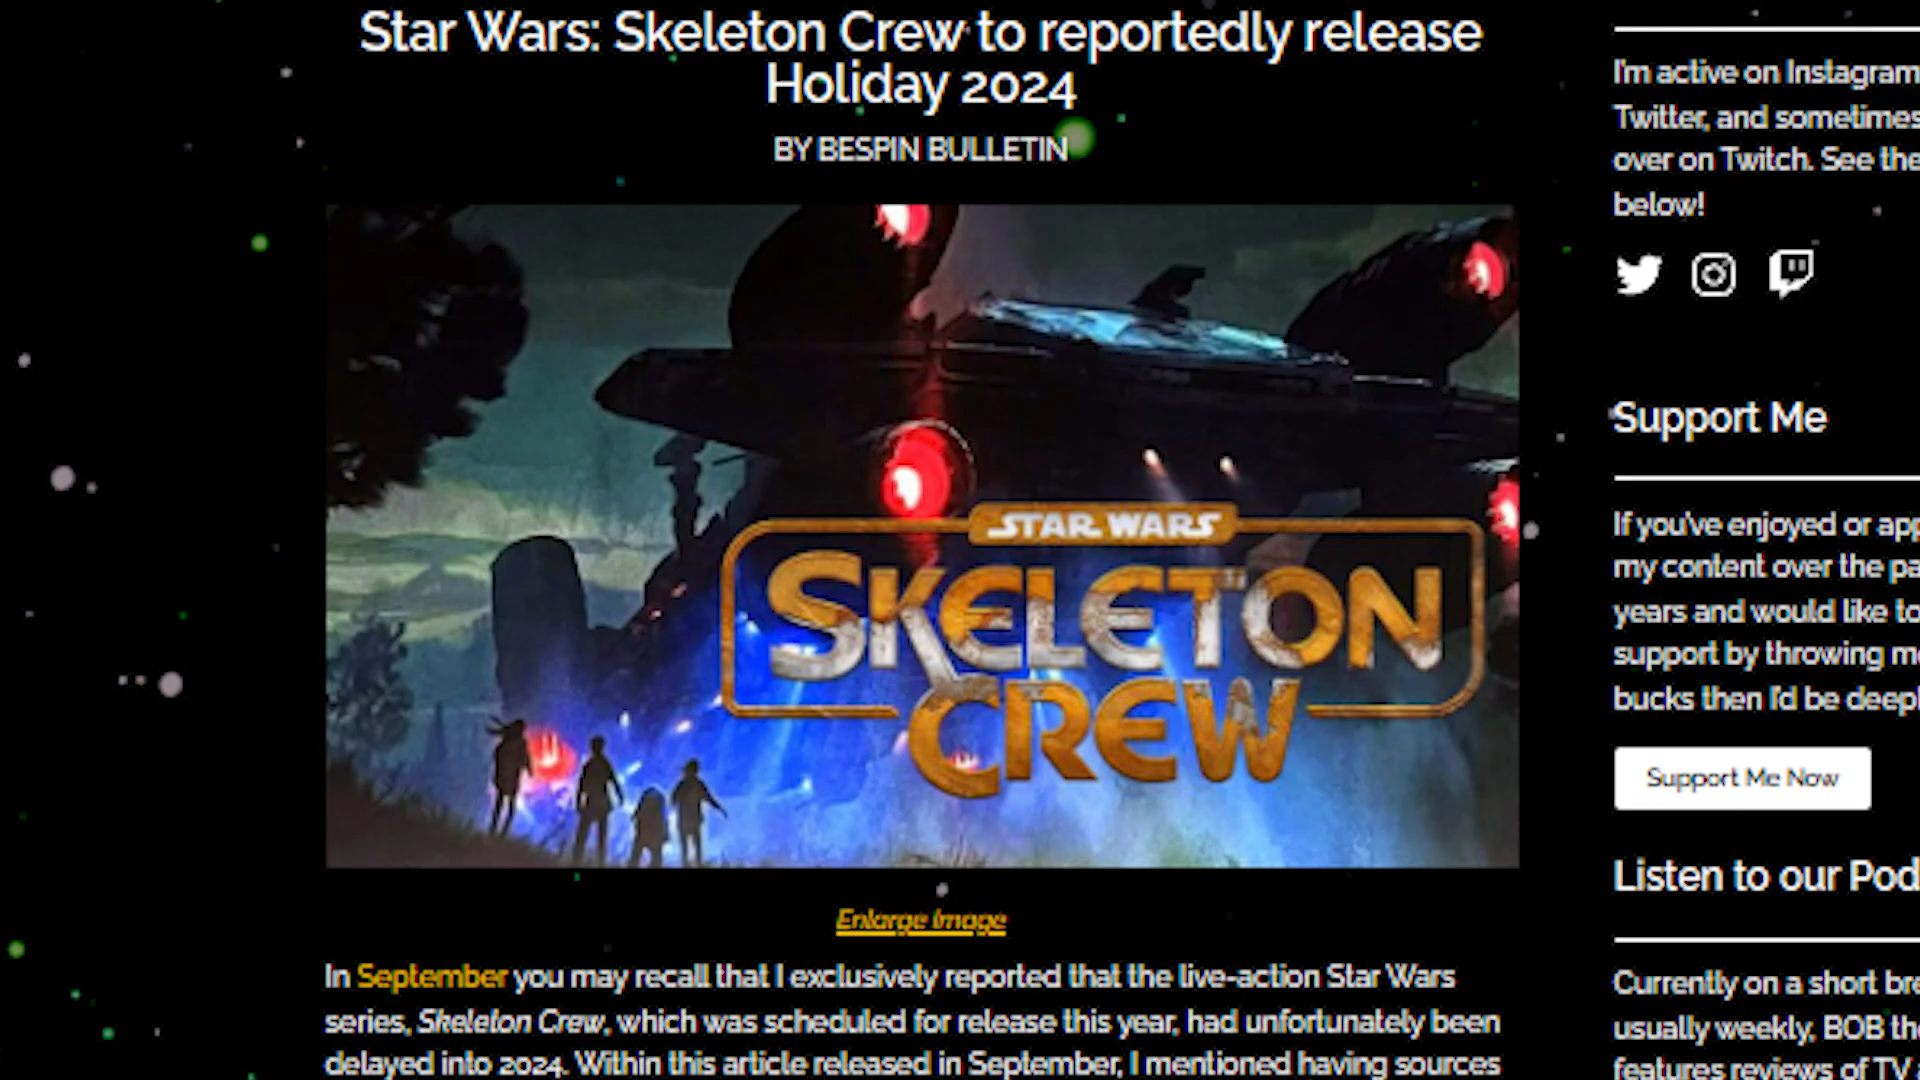 Star Wars: Skeleton Crew to reportedly release
Holiday 2024
BY BESPIN BULLETIN
STAR WARS
SKELETON
CREW
Enlarge Image
In September you may recall that I exclusively reported that the live-action Star Wars
series, Skeleton Crew, which was scheduled for release this year, had unfortunately been
delayed into 2024. Within this article released in September, I mentioned having sources
I'm active on Instagram
Twitter, and sometimes
over on Twitch. See the
below!
Support Me
If you've enjoyed or app
my content over the pa
years and would like to
support by throwing me
bucks then I'd be deepl
Support Me Now
Listen to our Pod
Currently on a short bre
usually weekly, BOB the
features reviews of TV